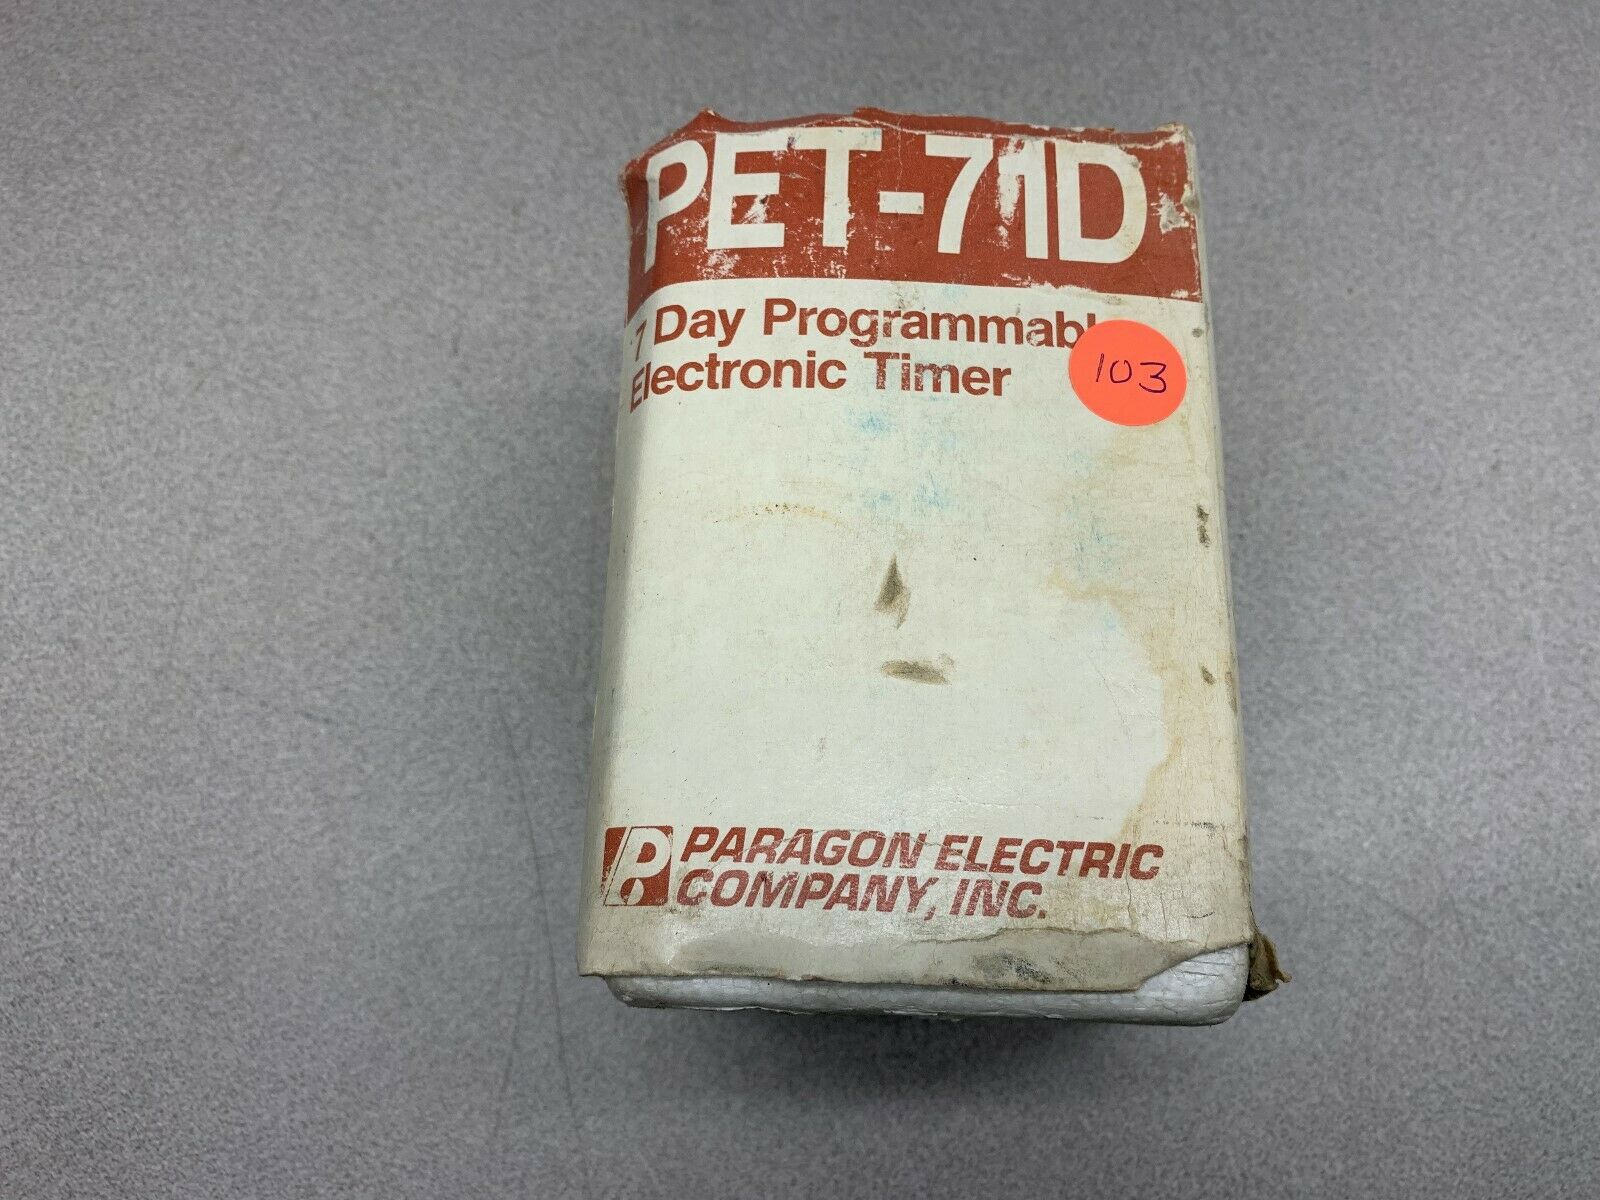 PET-71D
7 Day Programmabl
Electronic Timer
103
P PARAGON ELECTRIC
COMPANY, INC.